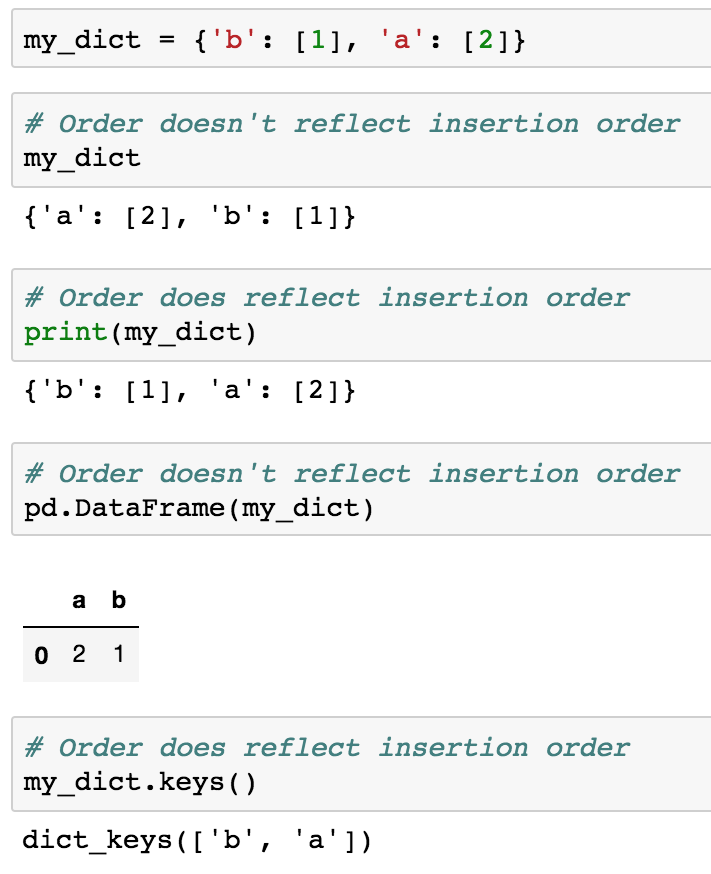 my_dict = {'b': [1], 'a': [2]}
# Order doesn't reflect insertion order
my_dict
{'a': [2], 'b': [1]}
# Order does reflect insertion order
print(my_dict)
{'b': [1], 'a': [2]}
# Order doesn't reflect insertion order
pd.DataFrame(my_dict)
a b
0 2 1
# Order does reflect insertion order
my_dict.keys()
dict_keys(['b', 'a'])